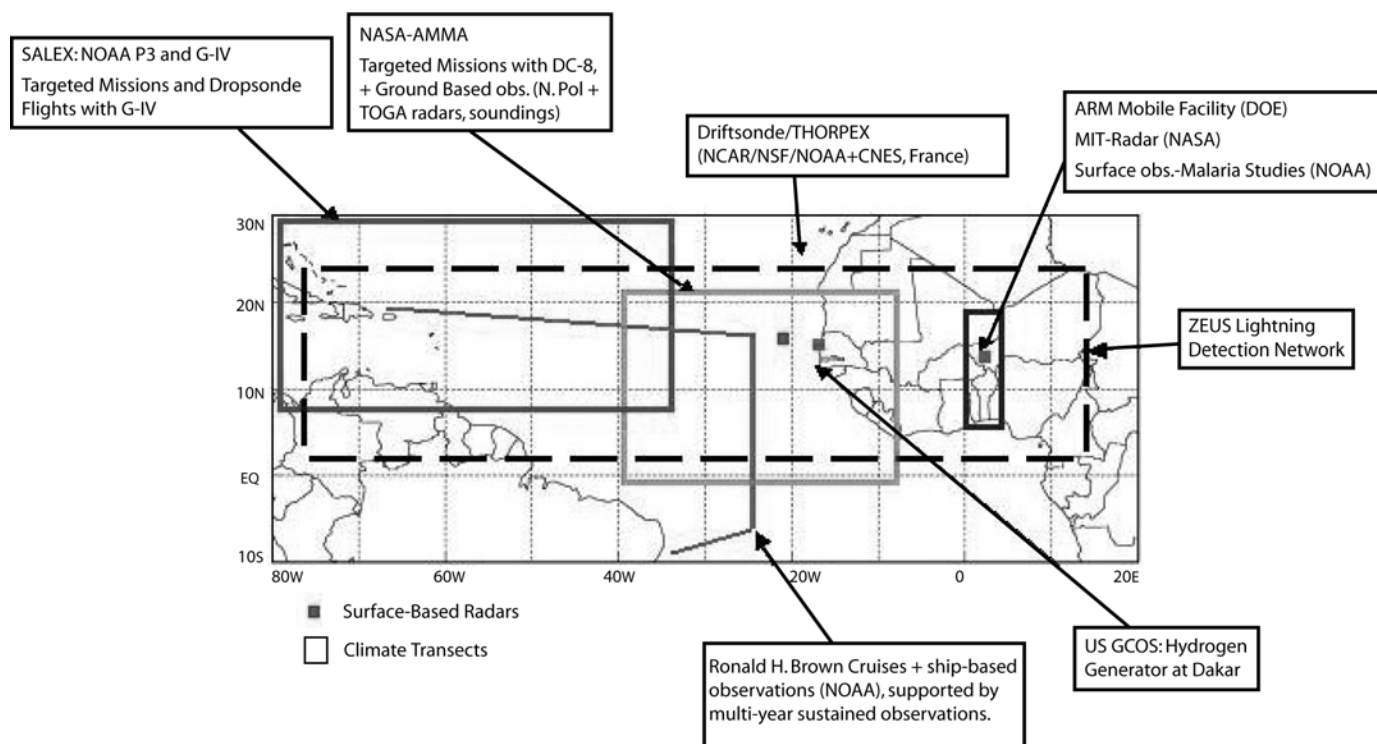 SALEX: NOAA P3 and G-IV
Targeted Missions and Dropsonde
Flights with G-IV
NASA-AMMA
Targeted Missions with DC-8,
+ Ground Based obs. (N. Pol +
TOGA radars, soundings)
Driftsonde/THORPEX
(NCAR/NSF/NOAA+CNES, France)
ARM Mobile Facility (DOE)
MIT-Radar (NASA)
Surface obs.-Malaria Studies (NOAA)
30N
20N
10N
EQ
10S
80W
60W
40W
20W
0
20E
ZEUS Lightning
Detection Network
Surface-Based Radars
Climate Transects
Ronald H. Brown Cruises + ship-based
observations (NOAA), supported by
multi-year sustained observations.
US GCOS: Hydrogen
Generator at Dakar